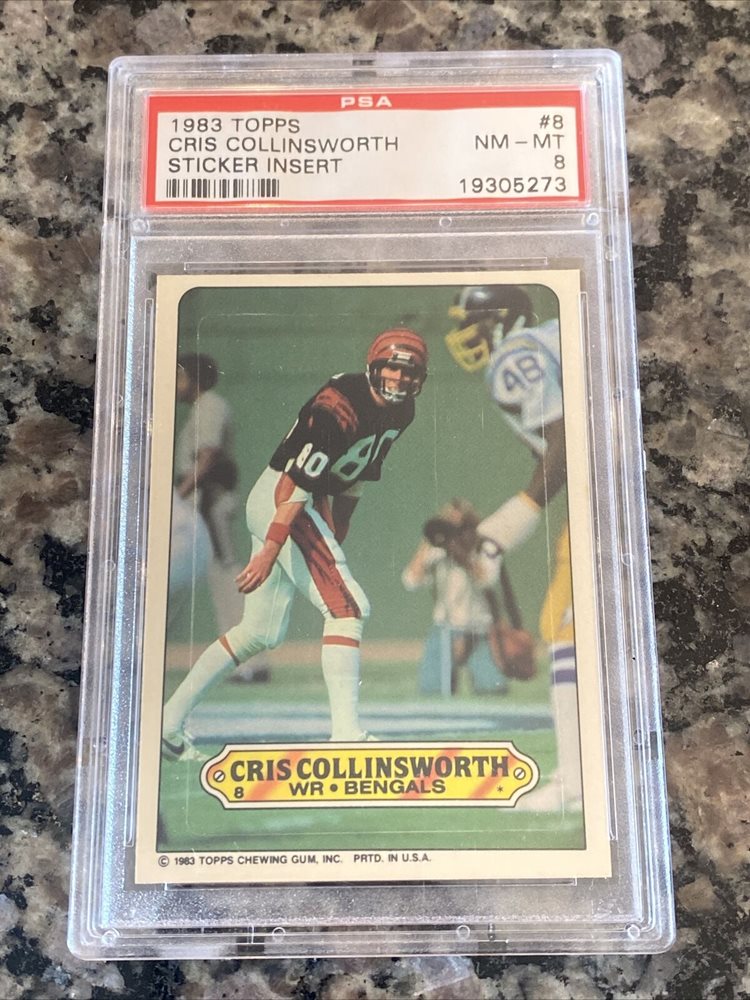 PSA
1983 TOPPS #8
CRIS COLLINSWORTH NM - MT
STICKER INSERT 8
19305273
48
80
80
CRIS COLLINSWORTH
8 WR • BENGALS *
© 1983 TOPPS CHEWING GUM, INC. PRTD. IN U.S.A.